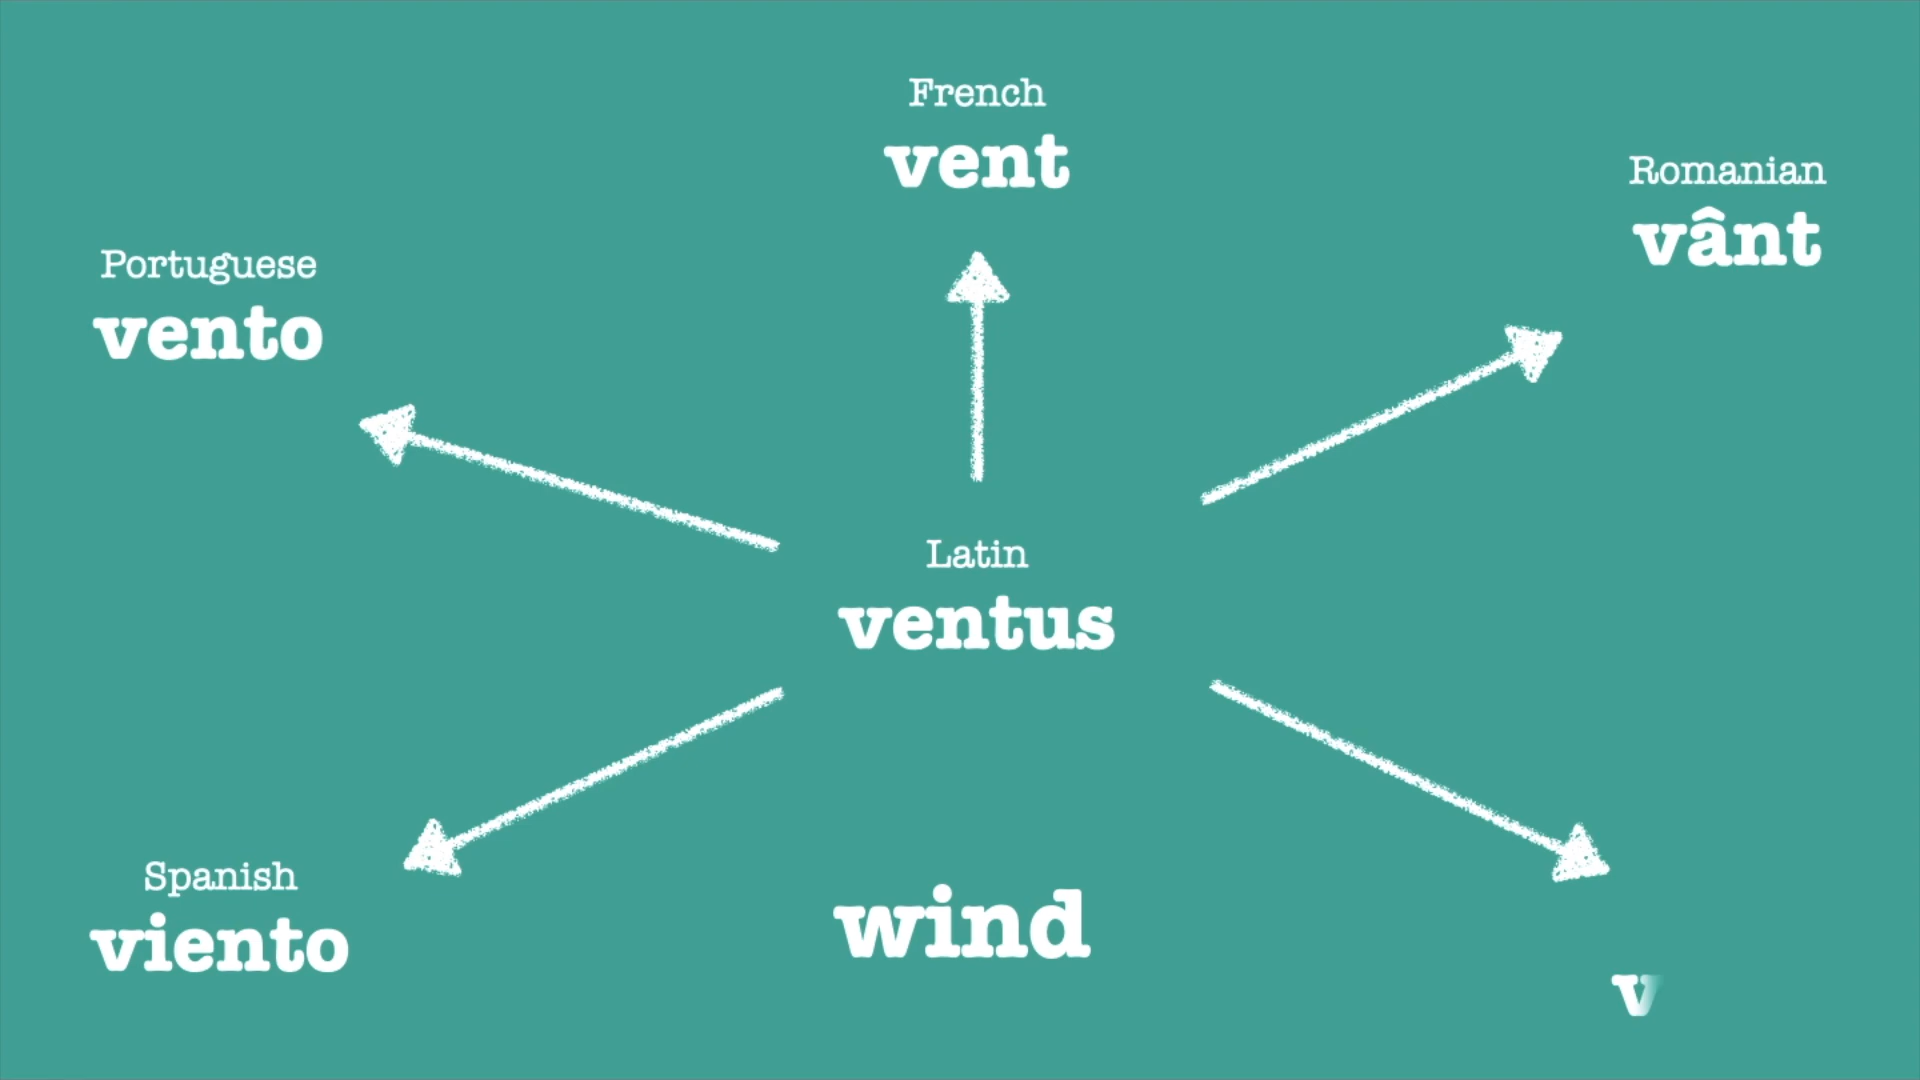 French
vent
Romanian
vânt
Portuguese
vento
Latin
ventus
Spanish
viento
wind
v